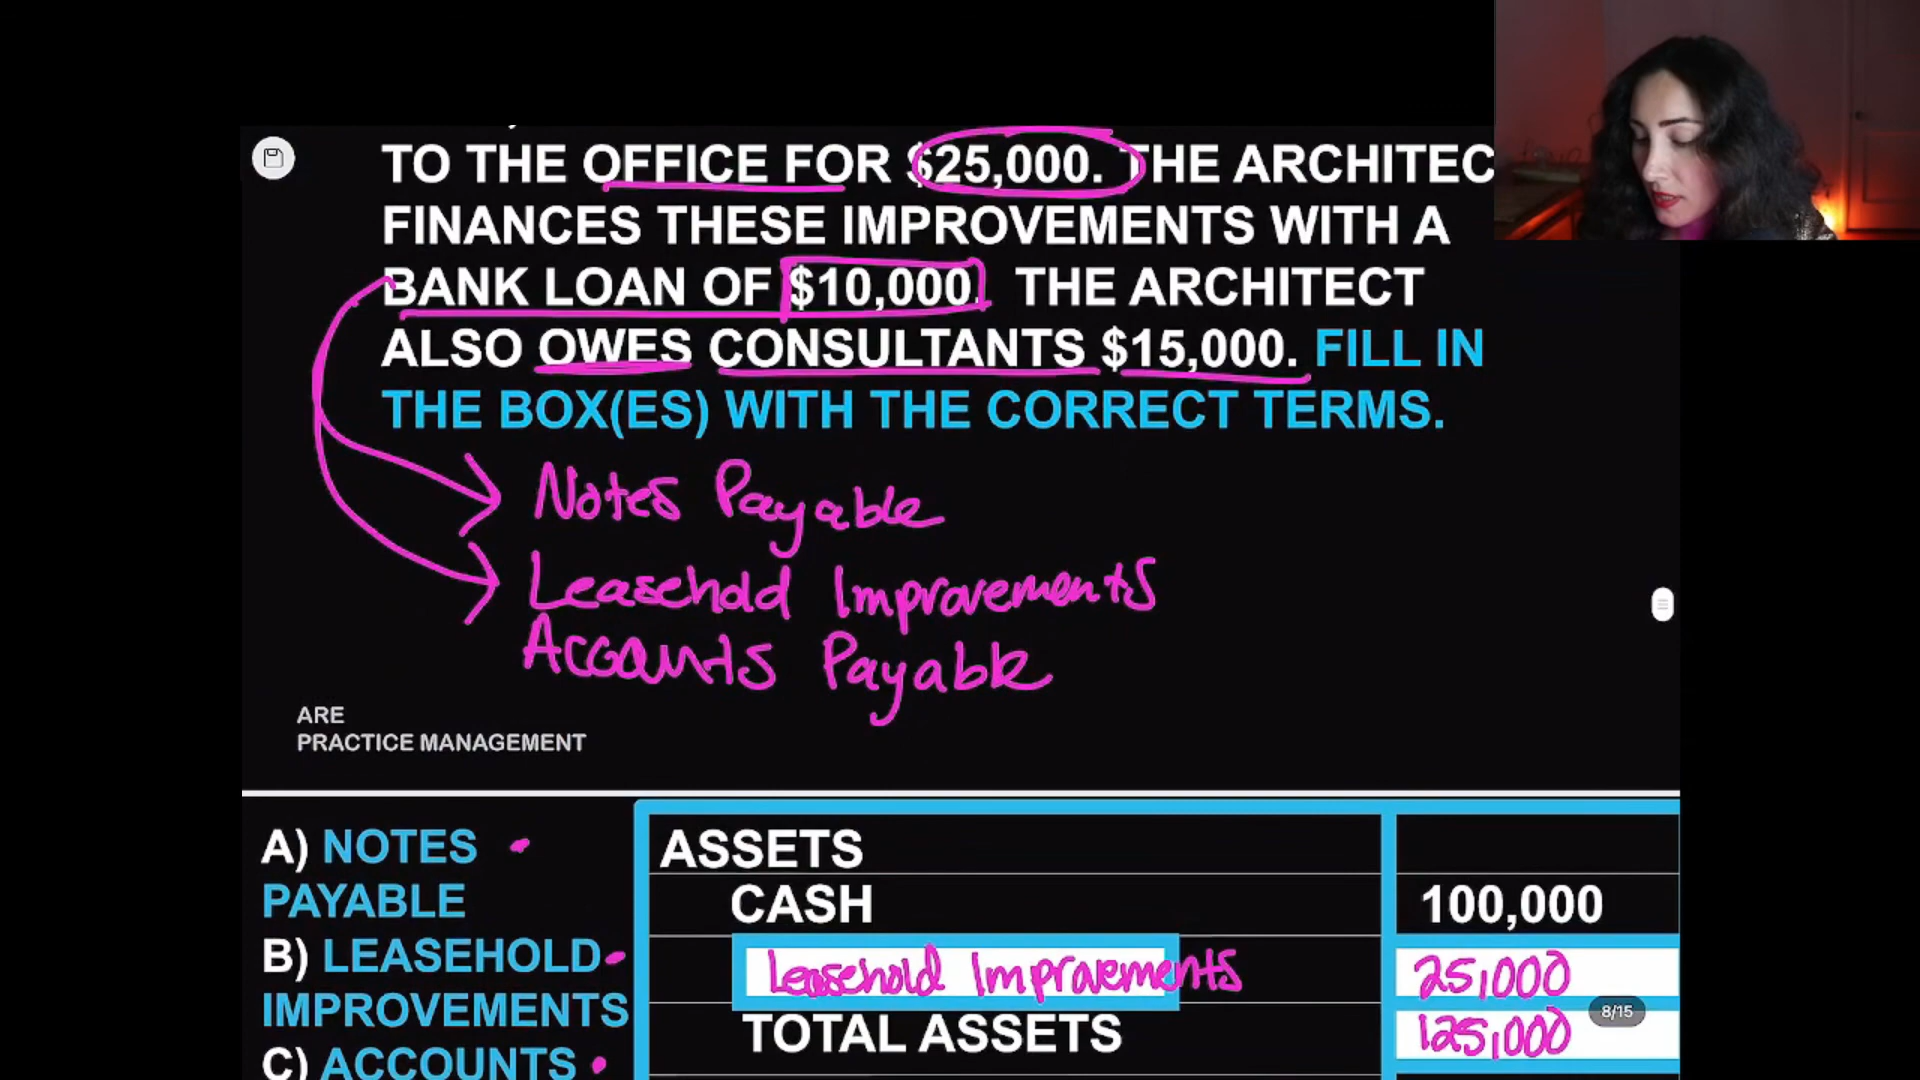 TO THE OFFICE FOR $25,000. THE ARCHITEC
FINANCES THESE IMPROVEMENTS WITH A
BANK LOAN OF $10,000. THE ARCHITECT
ALSO OWES CONSULTANTS $15,000. FILL IN
THE BOX(ES) WITH THE CORRECT TERMS.
Notes Payable
Leasehold Improvements
Accounts Payable
ARE
PRACTICE MANAGEMENT
A) NOTES
PAYABLE
B) LEASEHOLD
IMPROVEMENTS
C) ACCOUNTS
ASSETS
CASH 100,000
Leasehold Improvements 25,000
TOTAL ASSETS 125,000
8/15